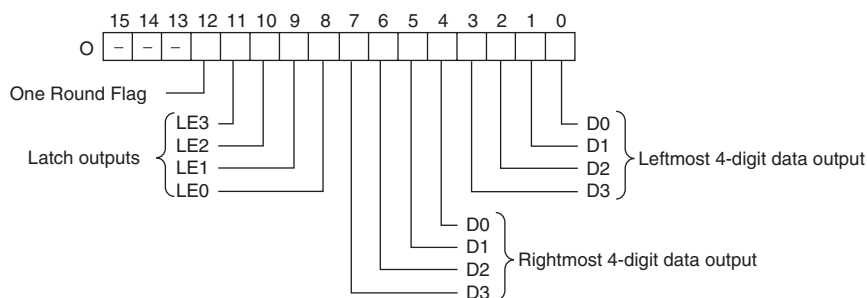 15 14 13 12 11 10 9 8 7 6 5 4 3 2 1 0
O – – –
One Round Flag
Latch outputs
LE3
LE2
LE1
LE0
D0
D1
D2
D3
Leftmost 4-digit data output
D0
D1
D2
D3
Rightmost 4-digit data output